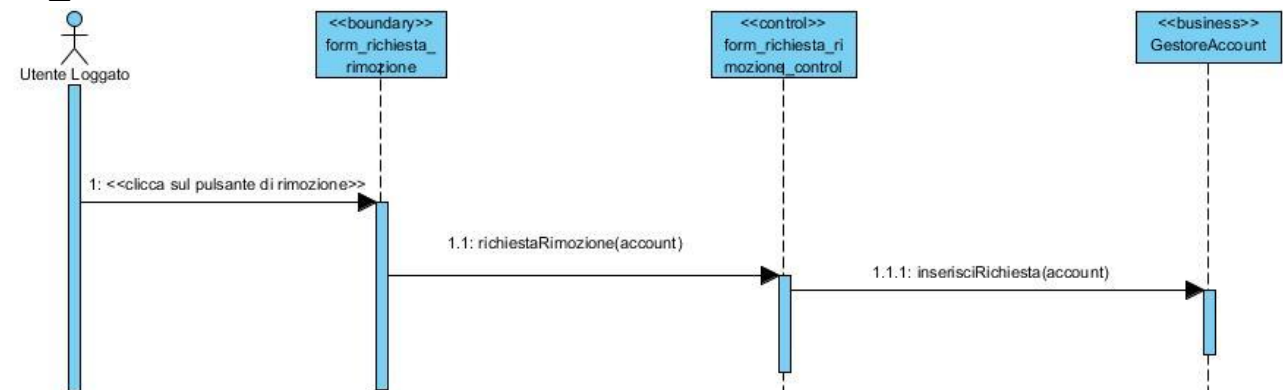 <<boundary>>
form_richiesta_
rimozione
<<control>>
form_richiesta_ri
mozione_control
<<business>>
GestoreAccount
Utente Loggato
1: <<clicca sul pulsante di rimozione>>
1.1: richiestaRimozione(account)
1.1.1: inserisciRichiesta(account)